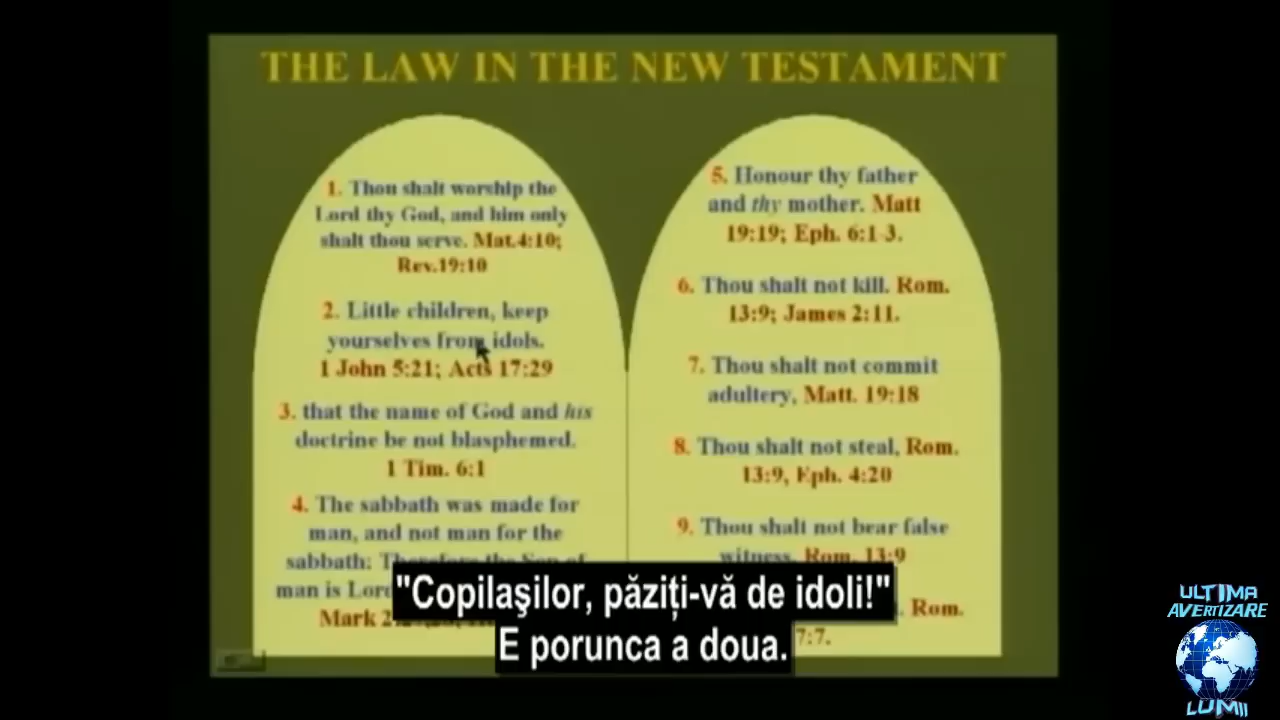 THE LAW IN THE NEW TESTAMENT
1. Thou shalt worship the
Lord thy God, and him only
shalt thou serve. Mat.4:10;
Rev.19:10
2. Little children, keep
yourselves from idols.
1 John 5:21; Acts 17:29
3. that the name of God and his
doctrine be not blasphemed.
1 Tim. 6:1
4. The sabbath was made for
man, and not man for the
sabbath: Therefore the Son of
man is Lord
Mark
5. Honour thy father
and thy mother. Matt
19:19; Eph. 6:1-3.
6. Thou shalt not kill. Rom.
13:9; James 2:11.
7. Thou shalt not commit
adultery, Matt. 19:18
8. Thou shalt not steal, Rom.
13:9, Eph. 4:20
9. Thou shalt not bear false
witness. Rom. 13:9
Rom.
7:7.
"Copilaşilor, păziți-vă de idoli!"
E porunca a doua.
ULTIMA
AVERTIZARE
LUMII